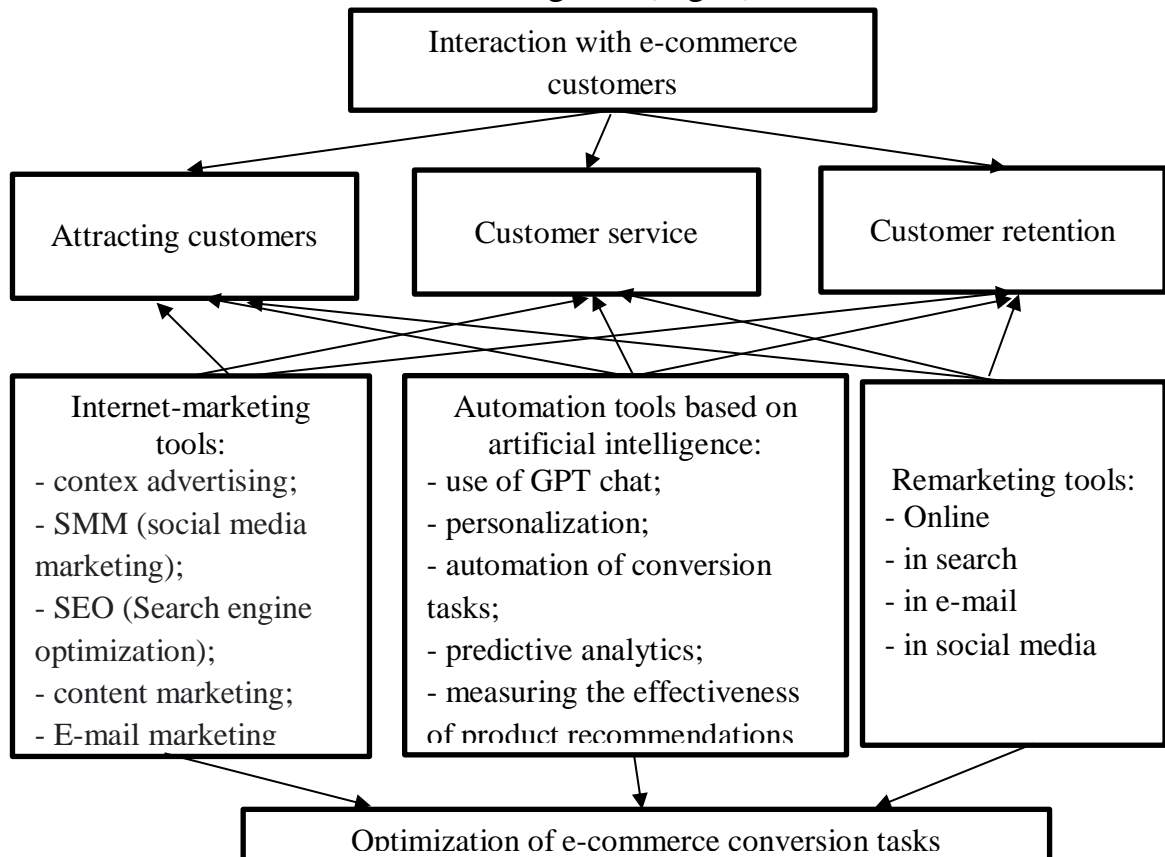 Interaction with e-commerce
customers
Attracting customers
Customer service
Customer retention
Internet-marketing
tools:
- contex advertising;
- SMM (social media
marketing);
- SEO (Search engine
optimization);
- content marketing;
- E-mail marketing
Automation tools based on
artificial intelligence:
- use of GPT chat;
- personalization;
- automation of conversion
tasks;
- predictive analytics;
- measuring the effectiveness
of product recommendations
Remarketing tools:
- Online
- in search
- in e-mail
- in social media
Optimization of e-commerce conversion tasks